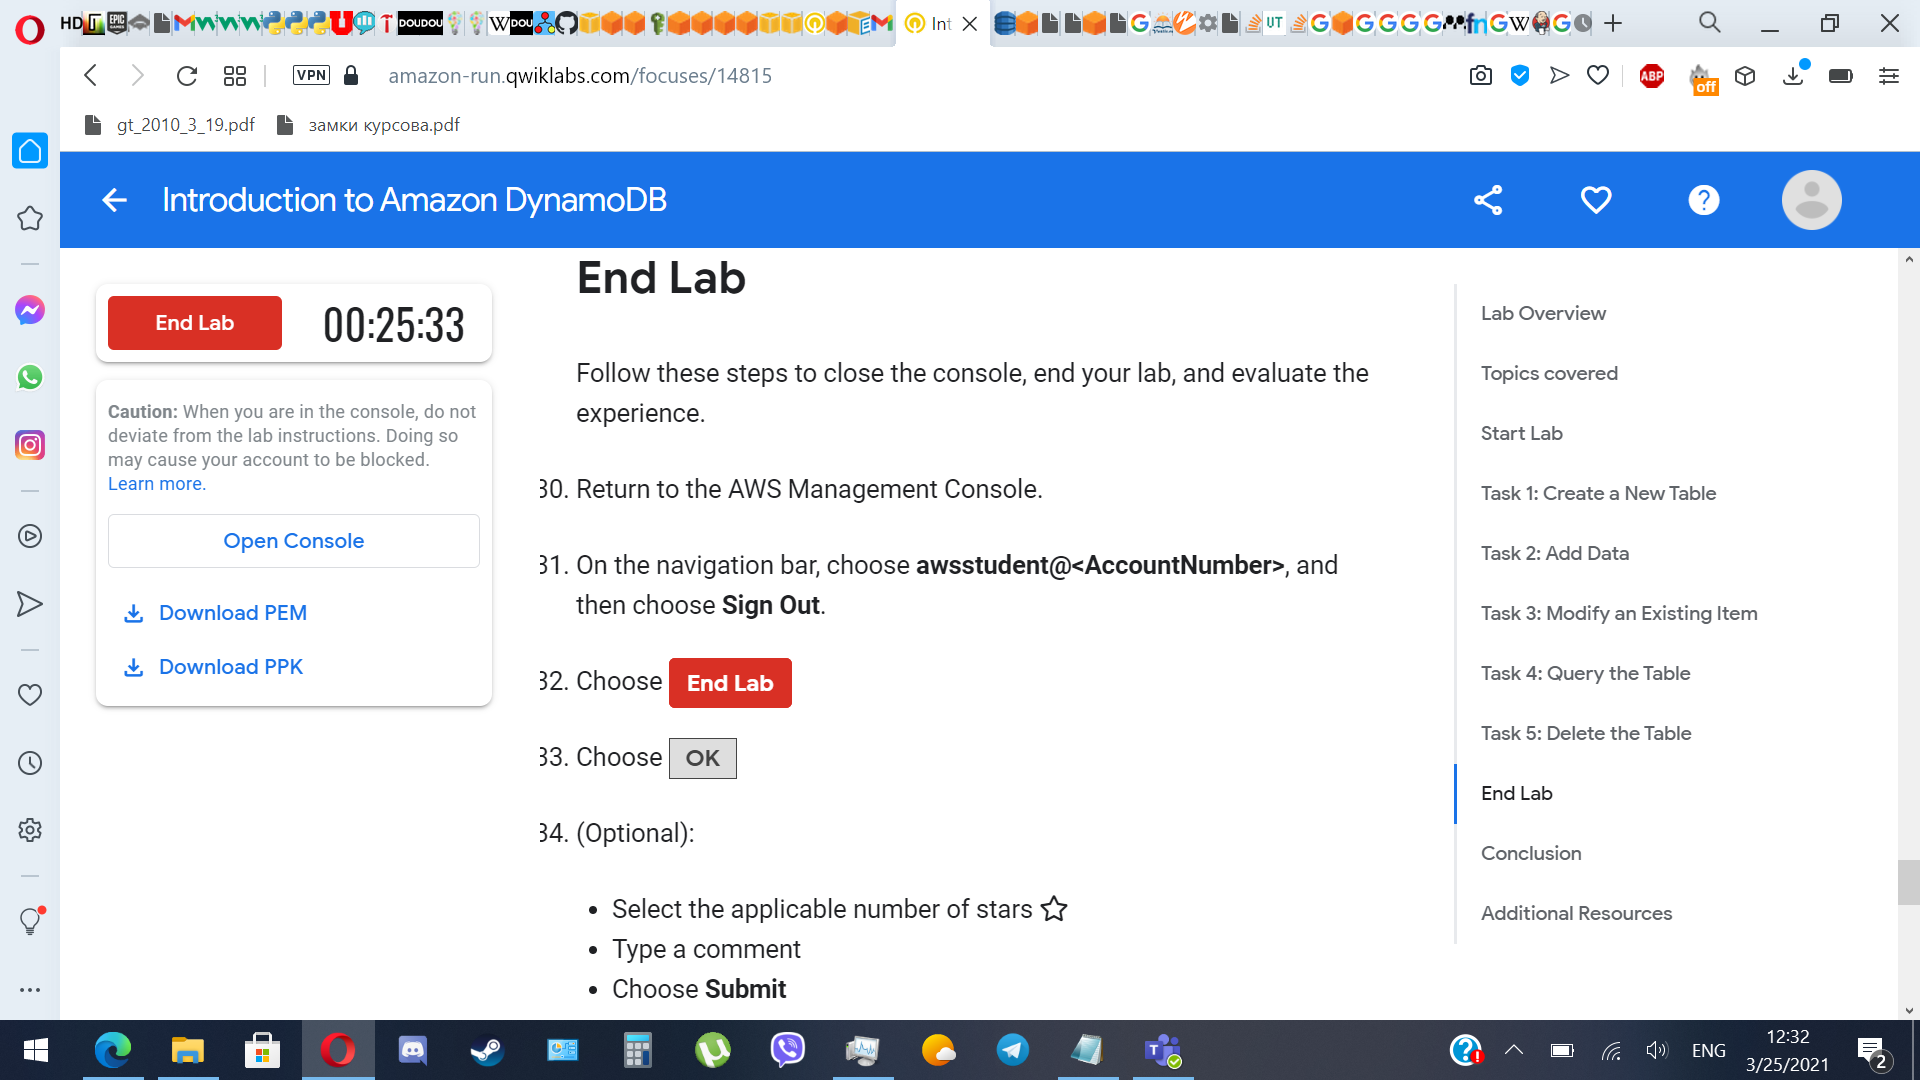 HD
DOUDOU
W DOU
Int
VT
W
VPN
amazon-run.qwiklabs.com/focuses/14815
ABP
off
gt_2010_3_19.pdf
замки курсова.pdf
Introduction to Amazon DynamoDB
?
End Lab
00:25:33
Caution: When you are in the console, do not
deviate from the lab instructions. Doing so
may cause your account to be blocked.
Learn more.
Open Console
Download PEM
Download PPK
End Lab
Follow these steps to close the console, end your lab, and evaluate the
experience.
30. Return to the AWS Management Console.
31. On the navigation bar, choose awsstudent@<AccountNumber>, and
then choose Sign Out.
32. Choose End Lab
33. Choose OK
34. (Optional):
• Select the applicable number of stars
• Type a comment
• Choose Submit
Lab Overview
Topics covered
Start Lab
Task 1: Create a New Table
Task 2: Add Data
Task 3: Modify an Existing Item
Task 4: Query the Table
Task 5: Delete the Table
End Lab
Conclusion
Additional Resources
ENG
12:32
3/25/2021
2